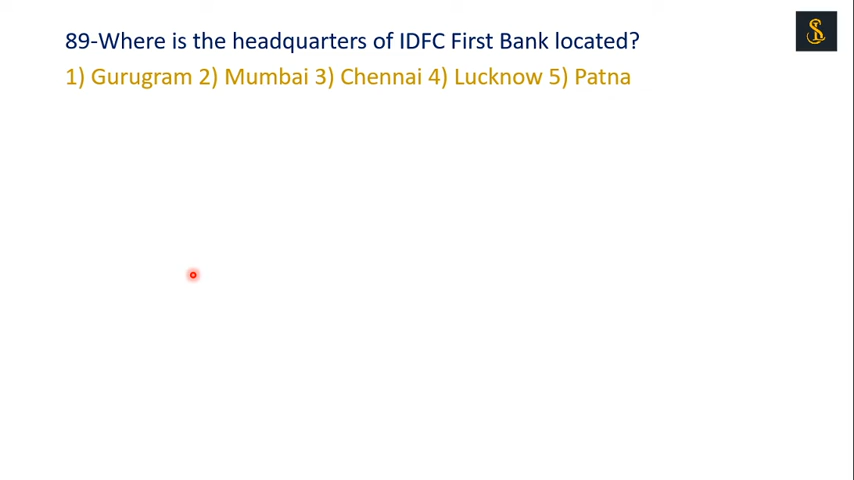 89-Where is the headquarters of IDFC First Bank located?
1) Gurugram 2) Mumbai 3) Chennai 4) Lucknow 5) Patna